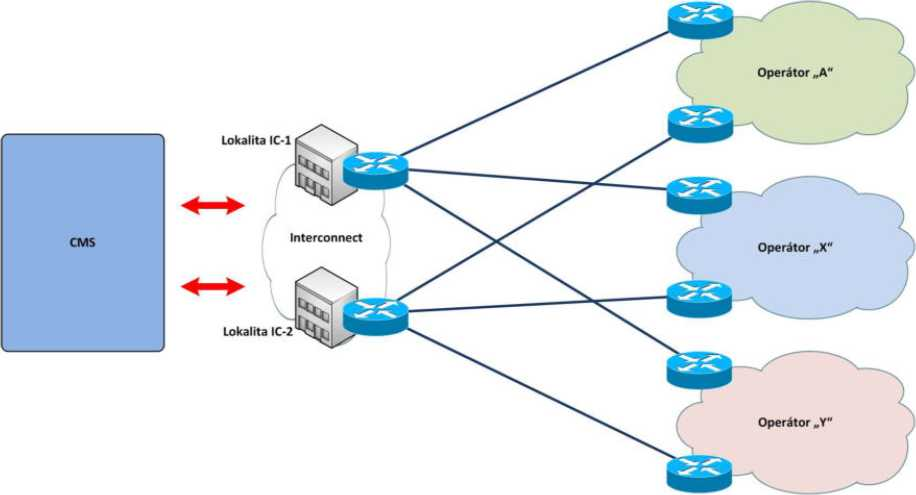 Operátor „A“
Lokalita IC-1
CMS
Interconnect
Operátor „X“
Lokalita IC-2
Operátor „Y“